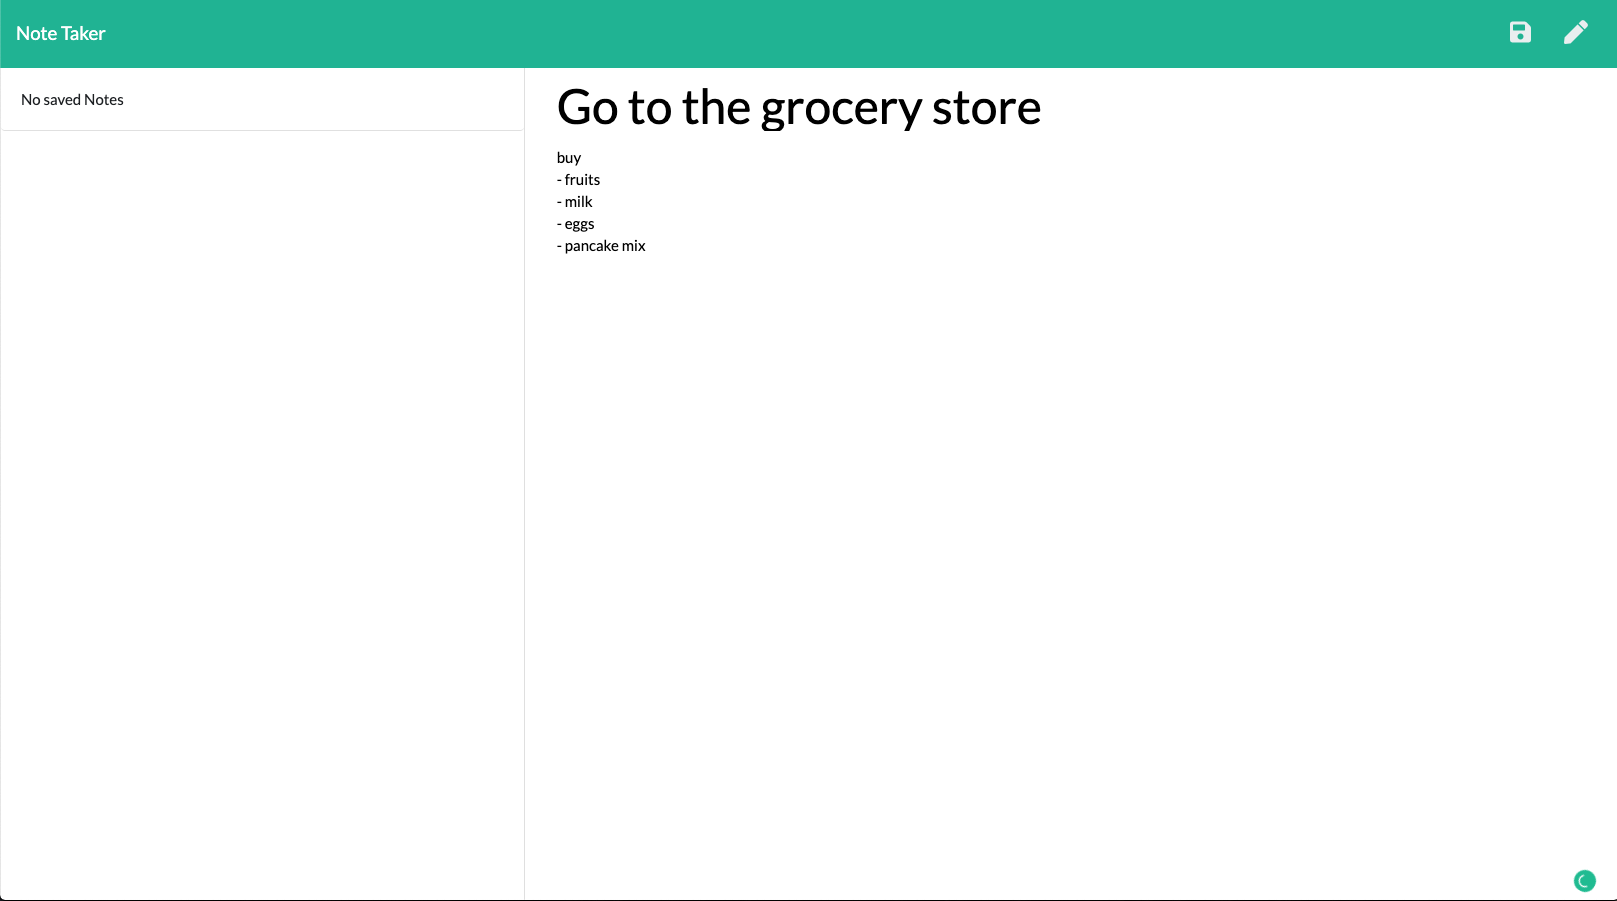 Note Taker
No saved Notes
Go to the grocery store
buy
- fruits
- milk
- eggs
- pancake mix